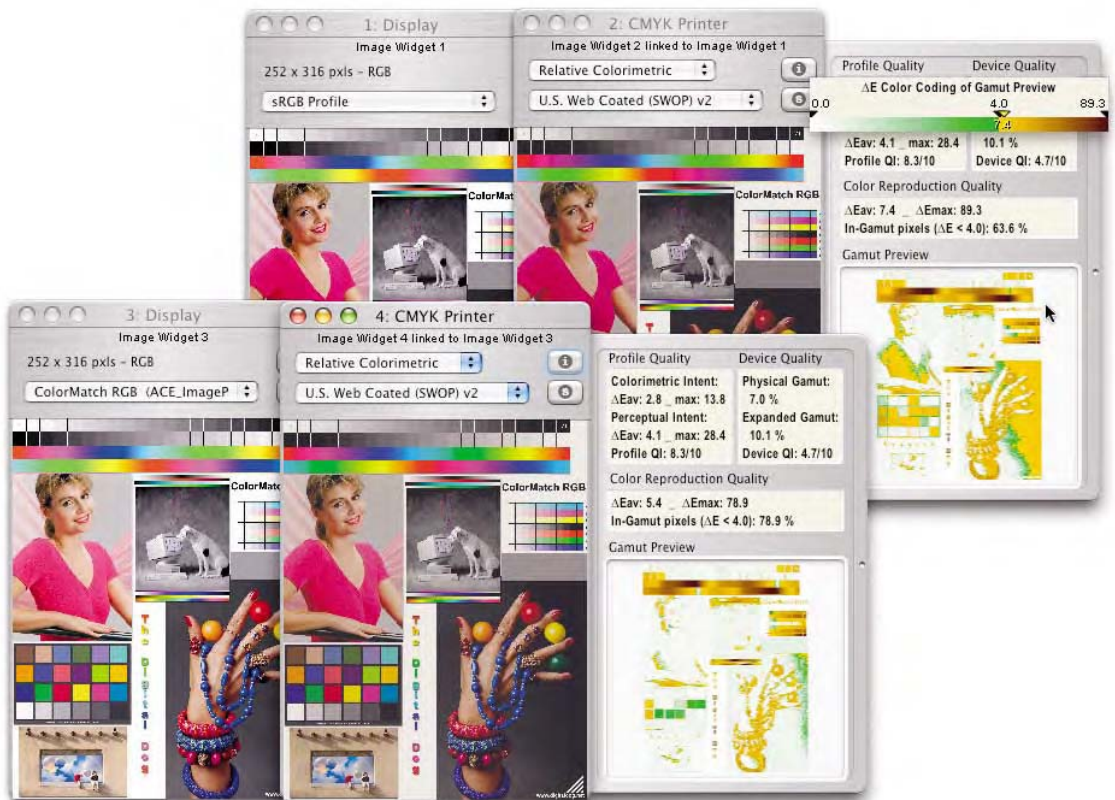 1: Display
Image Widget 1
252 x 316 pxls - RGB
sRGB Profile
ColorMat
2: CMYK Printer
Image Widget 2 linked to Image Widget 1
Relative Colorimetric
U.S. Web Coated (SWOP) v2
ColorMatch RGB
T
Profile Quality
Device Quality
ΔE Color Coding of Gamut Preview
0.0
4.0
89.3
7.4
ΔEav: 4.1 _ max: 28.4
10.1 %
Profile QI: 8.3/10
Device QI: 4.7/10
Color Reproduction Quality
ΔEav: 7.4 _ ΔEmax: 89.3
In-Gamut pixels (ΔE < 4.0): 63.6 %
Gamut Preview
3: Display
Image Widget 3
252 x 316 pxls - RGB
ColorMatch RGB (ACE_ImageP
ColorMat
The Digital Dog
4: CMYK Printer
Image Widget 4 linked to Image Widget 3
Relative Colorimetric
U.S. Web Coated (SWOP) v2
ColorMatch RGB
The Digital Dog
www.digitaldog.net
Profile Quality
Device Quality
Colorimetric Intent:
Physical Gamut:
ΔEav: 2.8 _ max: 13.8
7.0 %
Perceptual Intent:
Expanded Gamut:
ΔEav: 4.1 _ max: 28.4
10.1 %
Profile QI: 8.3/10
Device QI: 4.7/10
Color Reproduction Quality
ΔEav: 5.4 _ ΔEmax: 78.9
In-Gamut pixels (ΔE < 4.0): 78.9 %
Gamut Preview